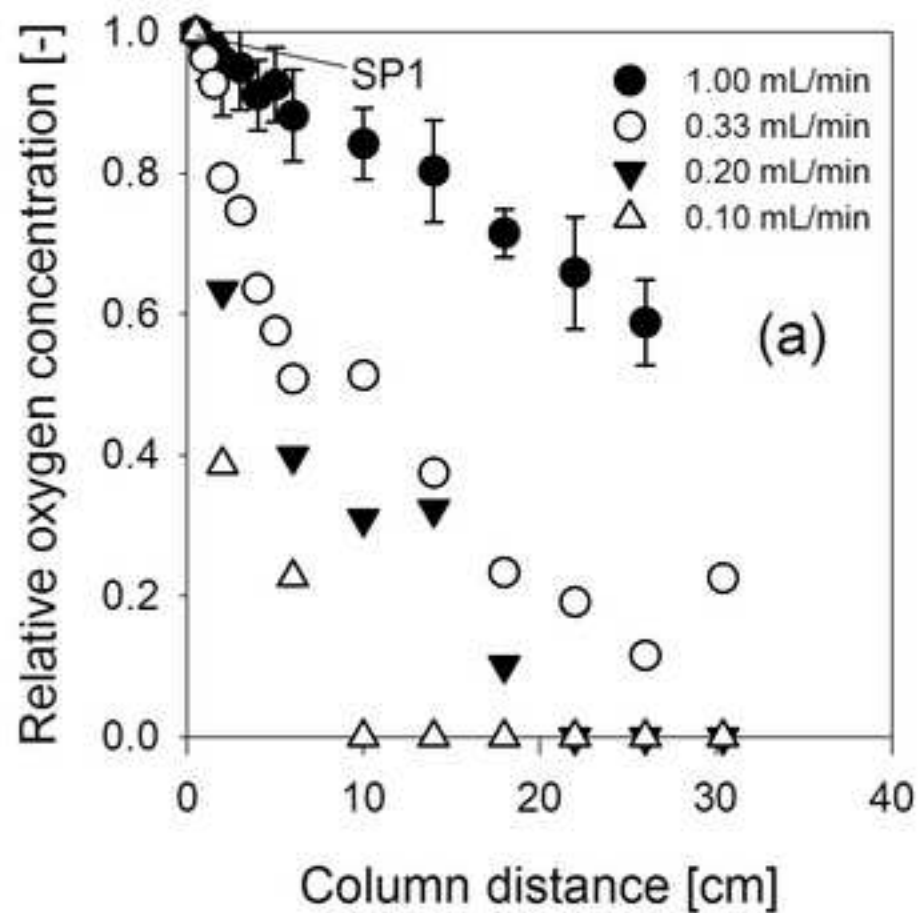 Relative oxygen concentration [-]
1.0
0.8
0.6
0.4
0.2
0.0
SP1
1.00 mL/min
0.33 mL/min
0.20 mL/min
0.10 mL/min
(a)
0 10 20 30 40
Column distance [cm]